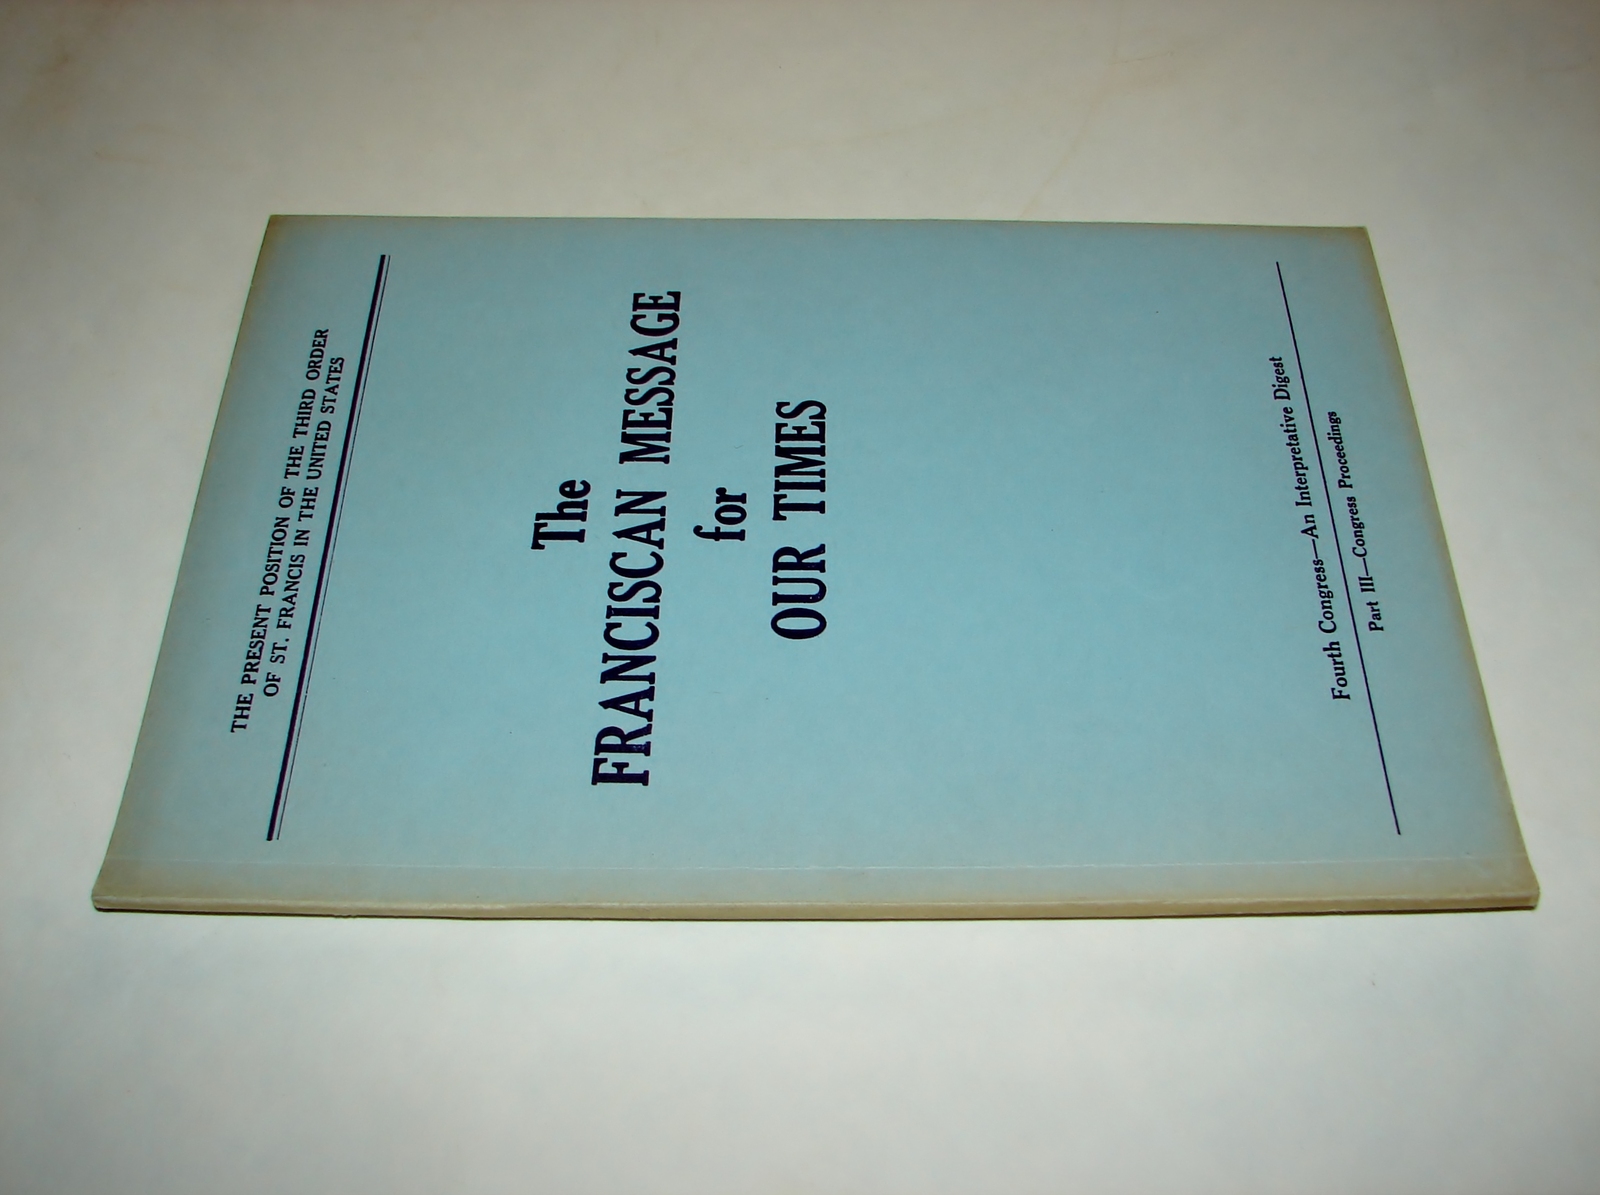 THE PRESENT POSITION OF THE THIRD ORDER
OF ST. FRANCIS IN THE UNITED STATES
The
FRANCISCAN MESSAGE
for
OUR TIMES
Fourth Congress—An Interpretative Digest
Part III—Congress Proceedings